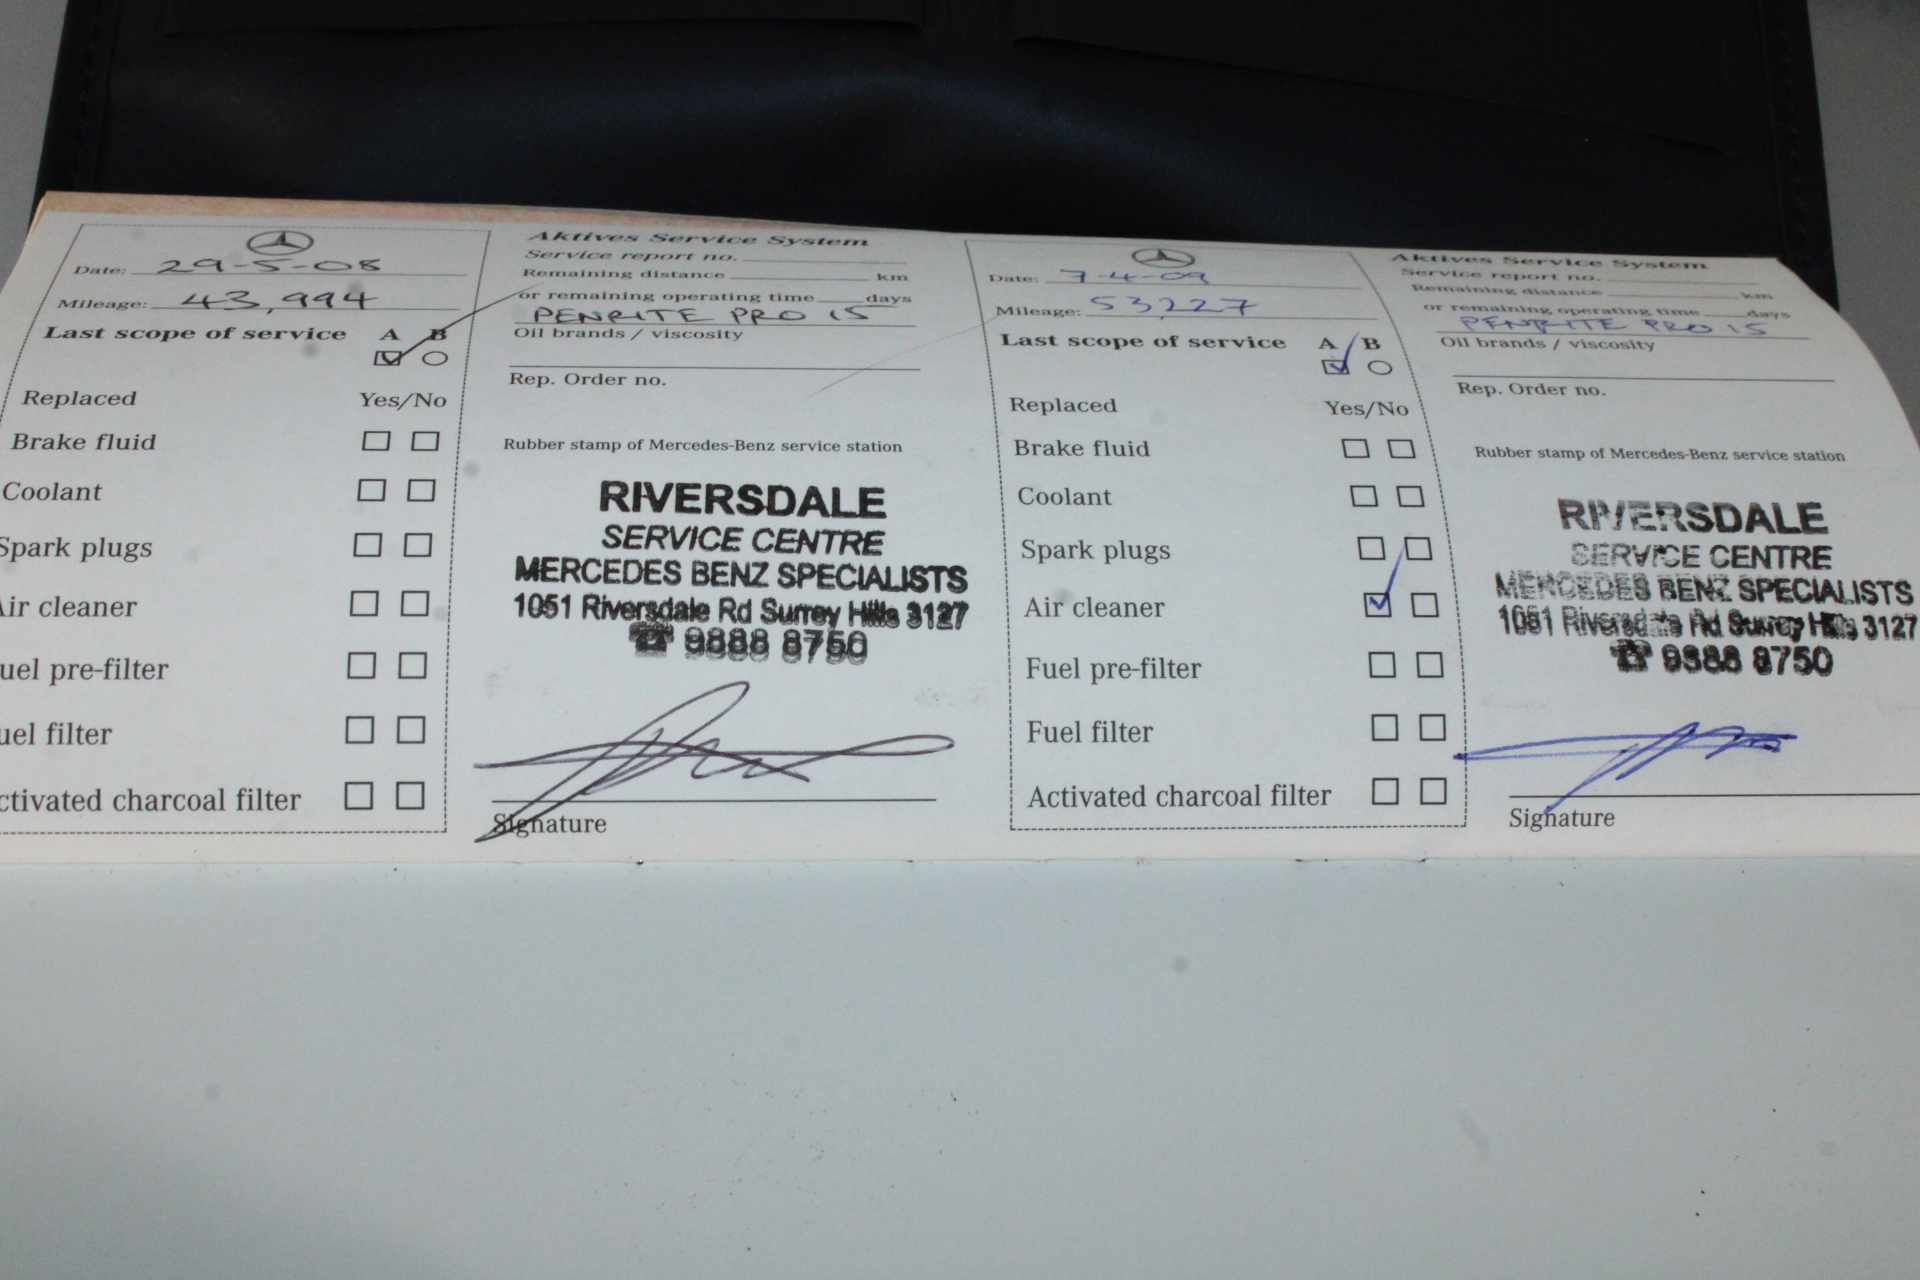 Date: 29-5-08
Mileage: 43,994
Last scope of service A B
Replaced Yes/No
Brake fluid
Coolant
Spark plugs
Air cleaner
uel pre-filter
uel filter
ctivated charcoal filter
Aktives Service System
Service report no.
Remaining distance km
or remaining operating time days
PENRITE PRO 15
Oil brands / viscosity
Rep. Order no.
Rubber stamp of Mercedes-Benz service station
RIVERSDALE
SERVICE CENTRE
MERCEDES BENZ SPECIALISTS
1051 Riversdale Rd Surrey Hills 3127
☎ 9888 8750
Signature
Date: 7-4-09
Mileage: 53,227
Last scope of service A B
Replaced Yes/No
Brake fluid
Coolant
Spark plugs
Air cleaner
Fuel pre-filter
Fuel filter
Activated charcoal filter
Aktives Service System
Service report no.
Remaining distance km
or remaining operating time days
PENRITE PRO 15
Oil brands / viscosity
Rep. Order no.
Rubber stamp of Mercedes-Benz service station
RIVERSDALE
SERVICE CENTRE
MERCEDES BENZ SPECIALISTS
1051 Riversdale Rd Surrey Hills 3127
☎ 9888 8750
Signature